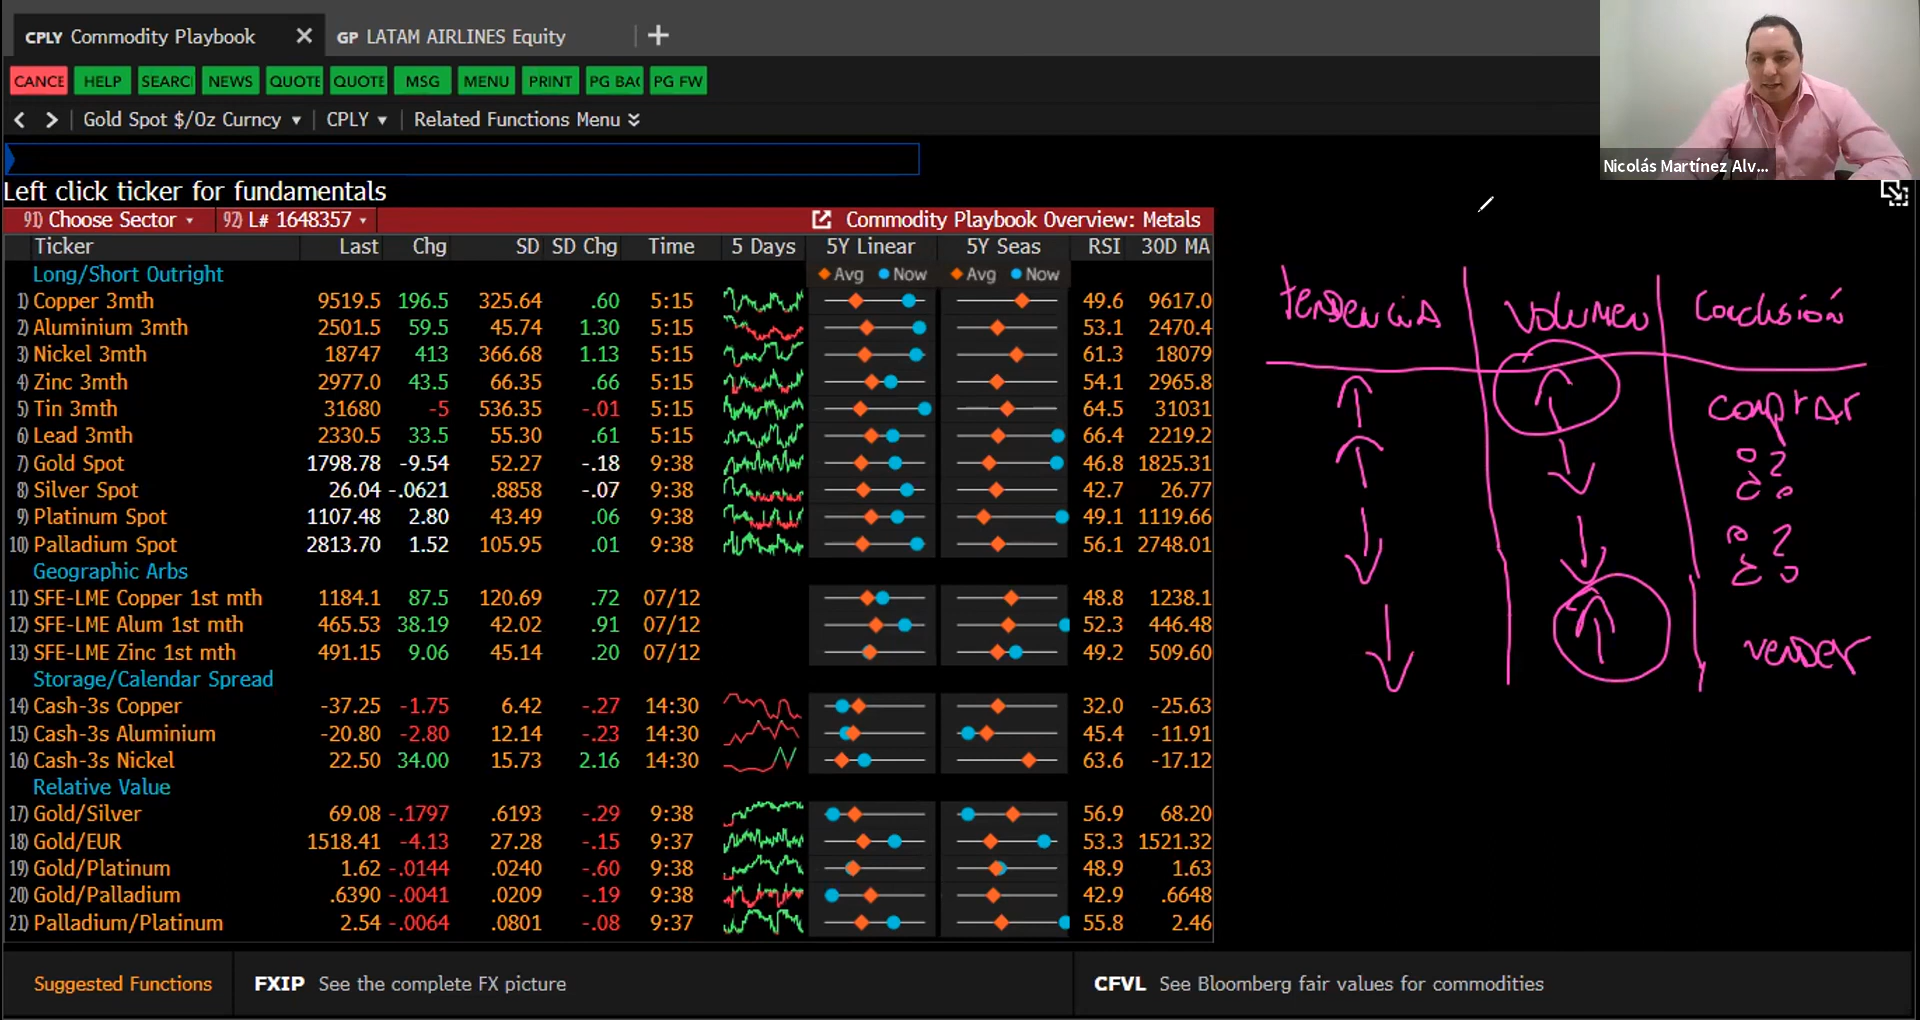 CPLY Commodity Playbook
GP LATAM AIRLINES Equity
CANCE HELP SEARC NEWS QUOTE QUOTE MSG MENU PRINT PG BAC PG FW
Gold Spot $/Oz Curncy CPLY Related Functions Menu
Nicolás Martínez Alv...
Left click ticker for fundamentals
91) Choose Sector 92) L# 1648357 Commodity Playbook Overview: Metals
Ticker Last Chg SD SD Chg Time 5 Days 5Y Linear 5Y Seas RSI 30D MA
Long/Short Outright Avg Now Avg Now
1) Copper 3mth 9519.5 196.5 325.64 .60 5:15 49.6 9617.0
2) Aluminium 3mth 2501.5 59.5 45.74 1.30 5:15 53.1 2470.4
3) Nickel 3mth 18747 413 366.68 1.13 5:15 61.3 18079
4) Zinc 3mth 2977.0 43.5 66.35 .66 5:15 54.1 2965.8
5) Tin 3mth 31680 -5 536.35 -.01 5:15 64.5 31031
6) Lead 3mth 2330.5 33.5 55.30 .61 5:15 66.4 2219.2
7) Gold Spot 1798.78 -9.54 52.27 -.18 9:38 46.8 1825.31
8) Silver Spot 26.04 -.0621 .8858 -.07 9:38 42.7 26.77
9) Platinum Spot 1107.48 2.80 43.49 .06 9:38 49.1 1119.66
10) Palladium Spot 2813.70 1.52 105.95 .01 9:38 56.1 2748.01
Geographic Arbs
11) SFE-LME Copper 1st mth 1184.1 87.5 120.69 .72 07/12 48.8 1238.1
12) SFE-LME Alum 1st mth 465.53 38.19 42.02 .91 07/12 52.3 446.48
13) SFE-LME Zinc 1st mth 491.15 9.06 45.14 .20 07/12 49.2 509.60
Storage/Calendar Spread
14) Cash-3s Copper -37.25 -1.75 6.42 -.27 14:30 32.0 -25.63
15) Cash-3s Aluminium -20.80 -2.80 12.14 -.23 14:30 45.4 -11.91
16) Cash-3s Nickel 22.50 34.00 15.73 2.16 14:30 63.6 -17.12
Relative Value
17) Gold/Silver 69.08 -.1797 .6193 -.29 9:38 56.9 68.20
18) Gold/EUR 1518.41 -4.13 27.28 -.15 9:37 53.3 1521.32
19) Gold/Platinum 1.62 -.0144 .0240 -.60 9:38 48.9 1.63
20) Gold/Palladium .6390 -.0041 .0209 -.19 9:38 42.9 .6648
21) Palladium/Platinum 2.54 -.0064 .0801 -.08 9:37 55.8 2.46
tendencia volumen Conclusión
comprar
¿?
¿?
vender
Suggested Functions FXIP See the complete FX picture CFVL See Bloomberg fair values for commodities